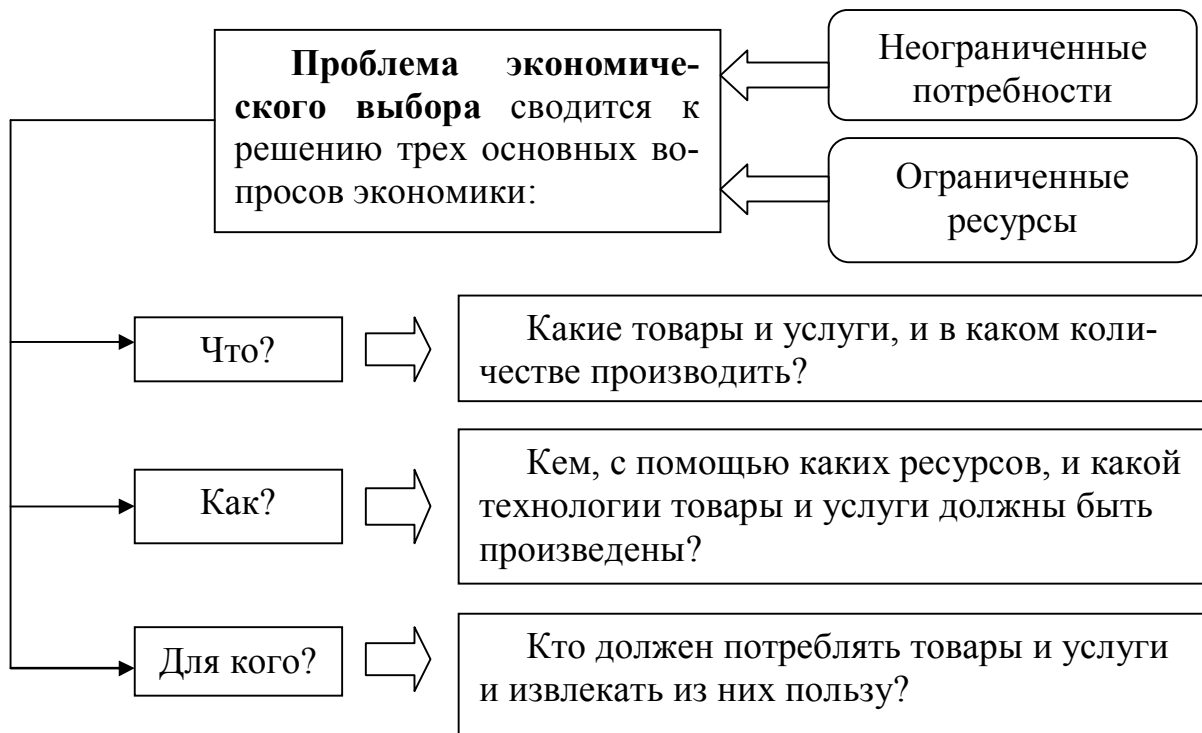 Проблема экономиче-
ского выбора сводится к
решению трех основных во-
просов экономики:
Неограниченные
потребности
Ограниченные
ресурсы
Что?
Какие товары и услуги, и в каком коли-
честве производить?
Как?
Кем, с помощью каких ресурсов, и какой
технологии товары и услуги должны быть
произведены?
Для кого?
Кто должен потреблять товары и услуги
и извлекать из них пользу?